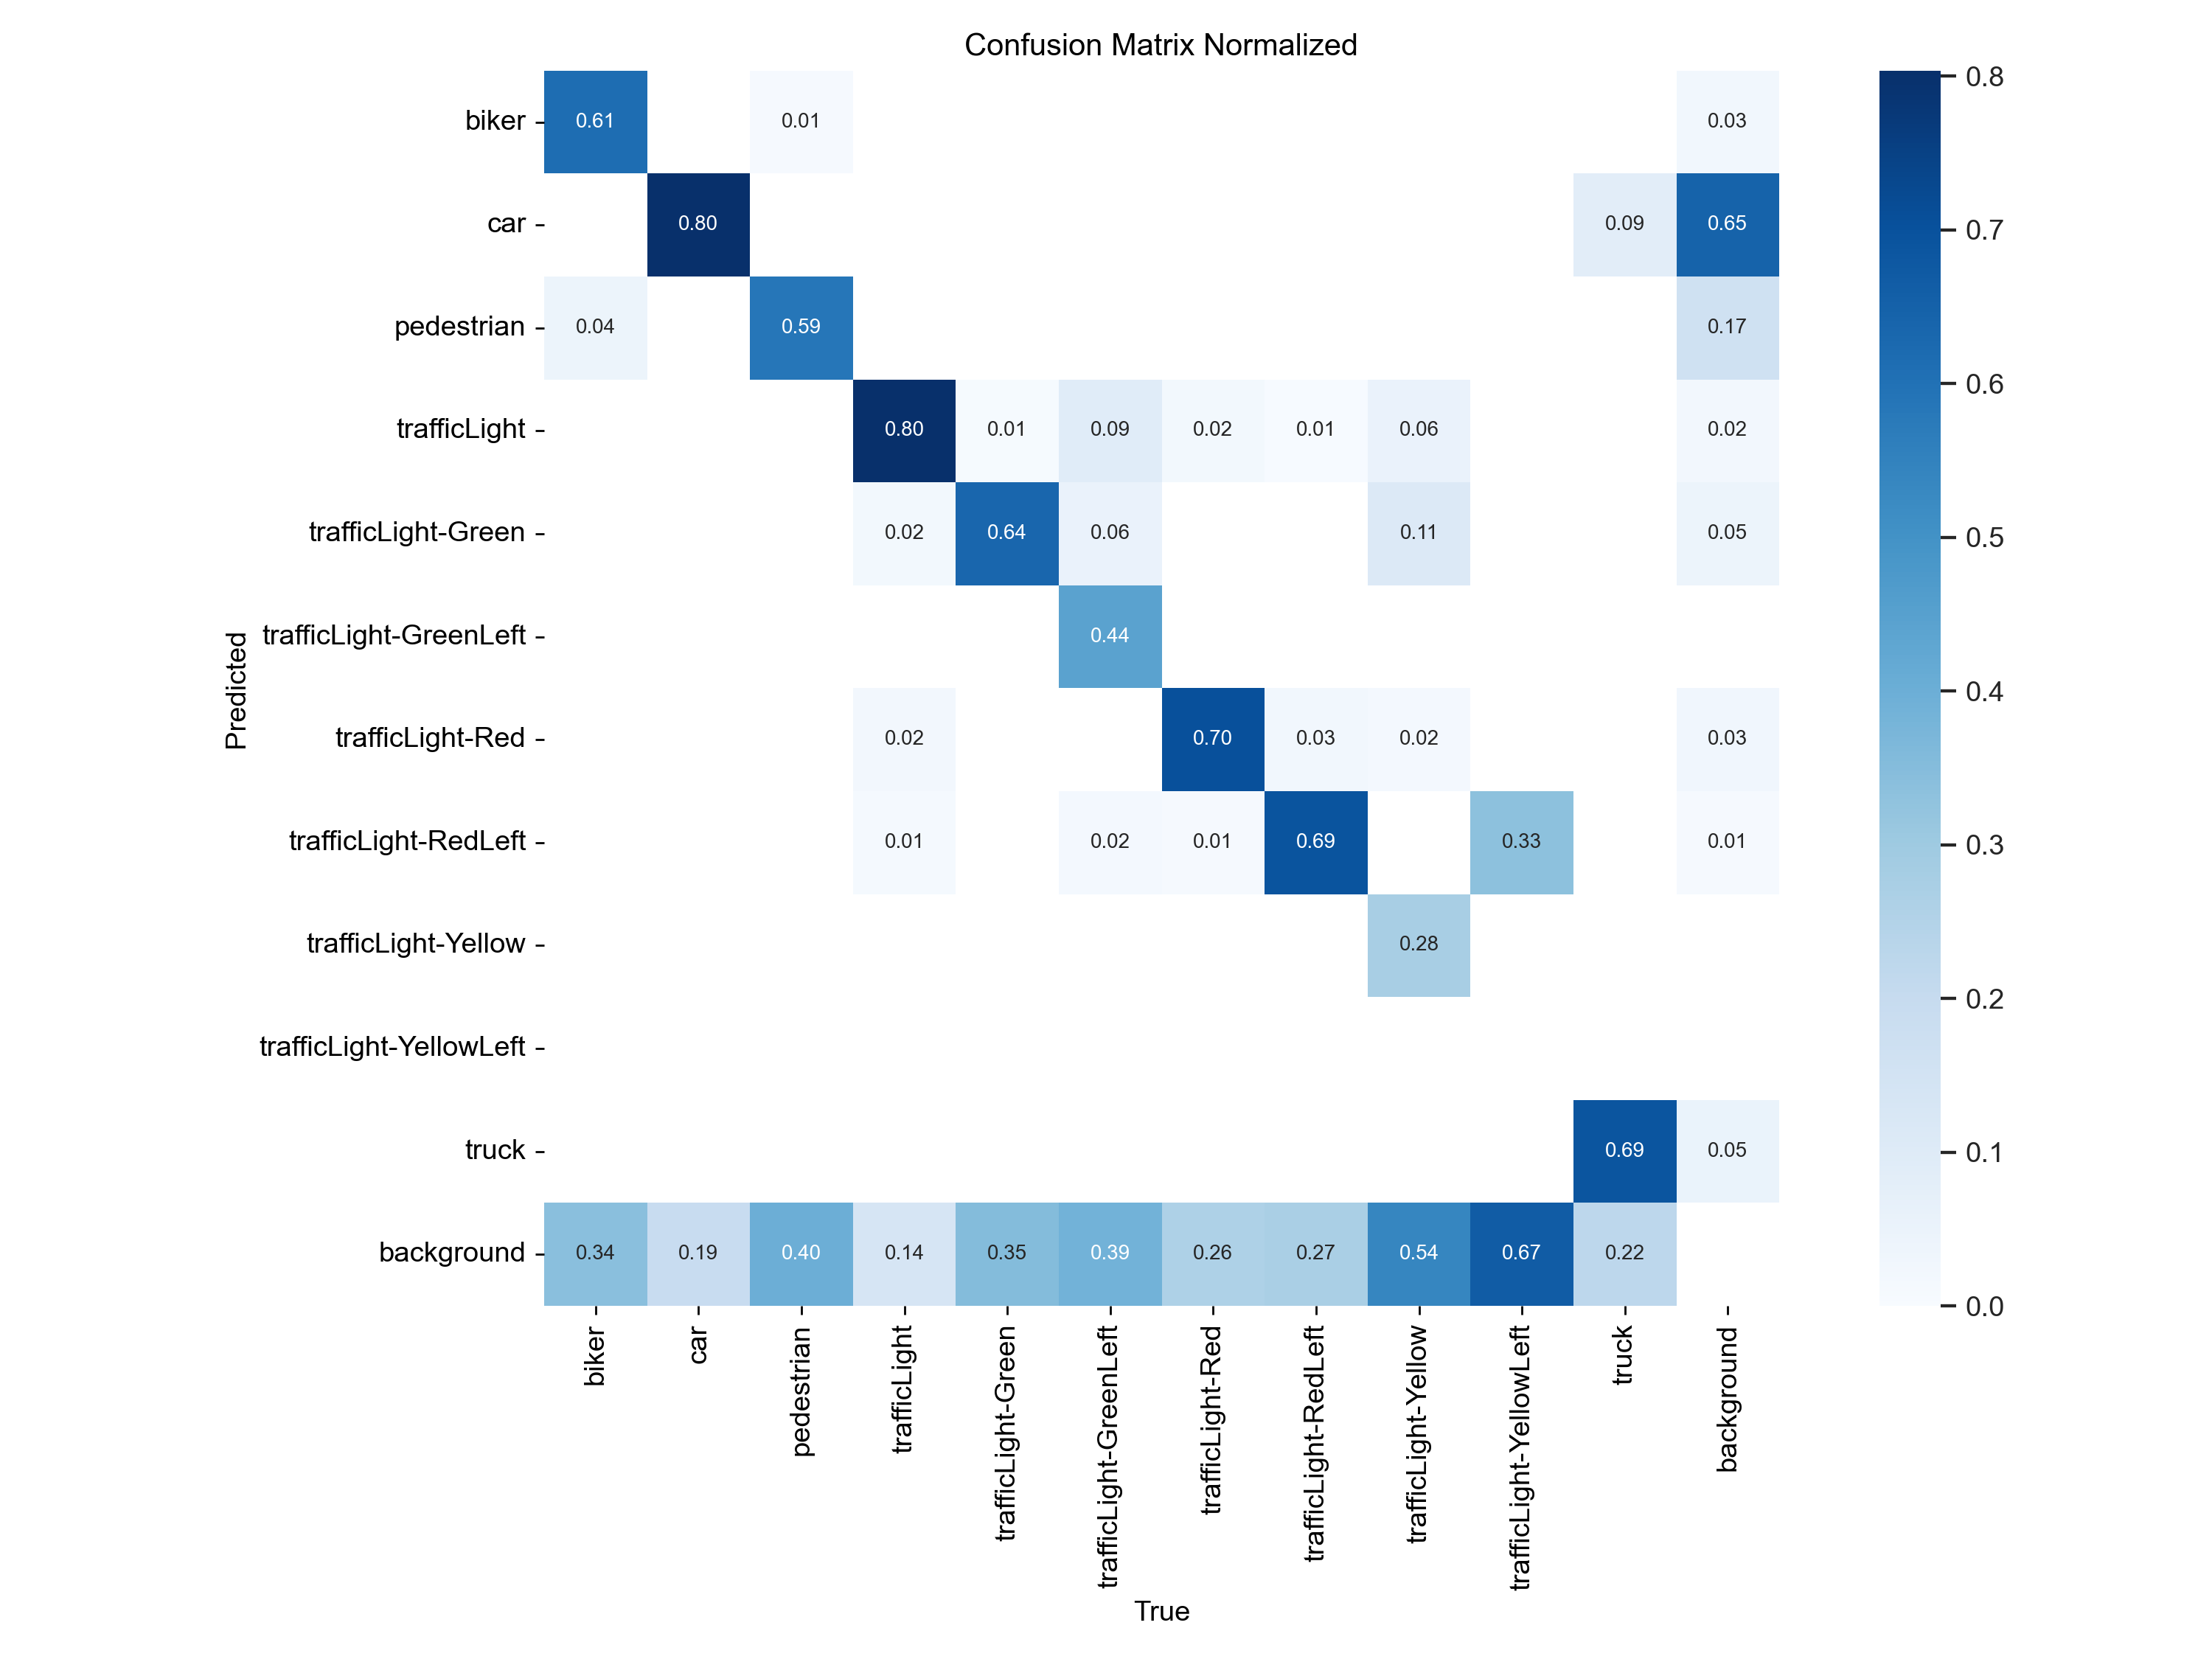 Confusion Matrix Normalized
biker 0.61 0.01 0.03
car 0.80 0.09 0.65
pedestrian 0.04 0.59 0.17
trafficLight 0.80 0.01 0.09 0.02 0.01 0.06 0.02
trafficLight-Green 0.02 0.64 0.06 0.11 0.05
trafficLight-GreenLeft 0.44
trafficLight-Red 0.02 0.70 0.03 0.02 0.03
trafficLight-RedLeft 0.01 0.02 0.01 0.69 0.33 0.01
trafficLight-Yellow 0.28
trafficLight-YellowLeft
truck 0.69 0.05
background 0.34 0.19 0.40 0.14 0.35 0.39 0.26 0.27 0.54 0.67 0.22
Predicted
biker
car
pedestrian
trafficLight
trafficLight-Green
trafficLight-GreenLeft
trafficLight-Red
trafficLight-RedLeft
trafficLight-Yellow
trafficLight-YellowLeft
truck
background
True
0.8
0.7
0.6
0.5
0.4
0.3
0.2
0.1
0.0